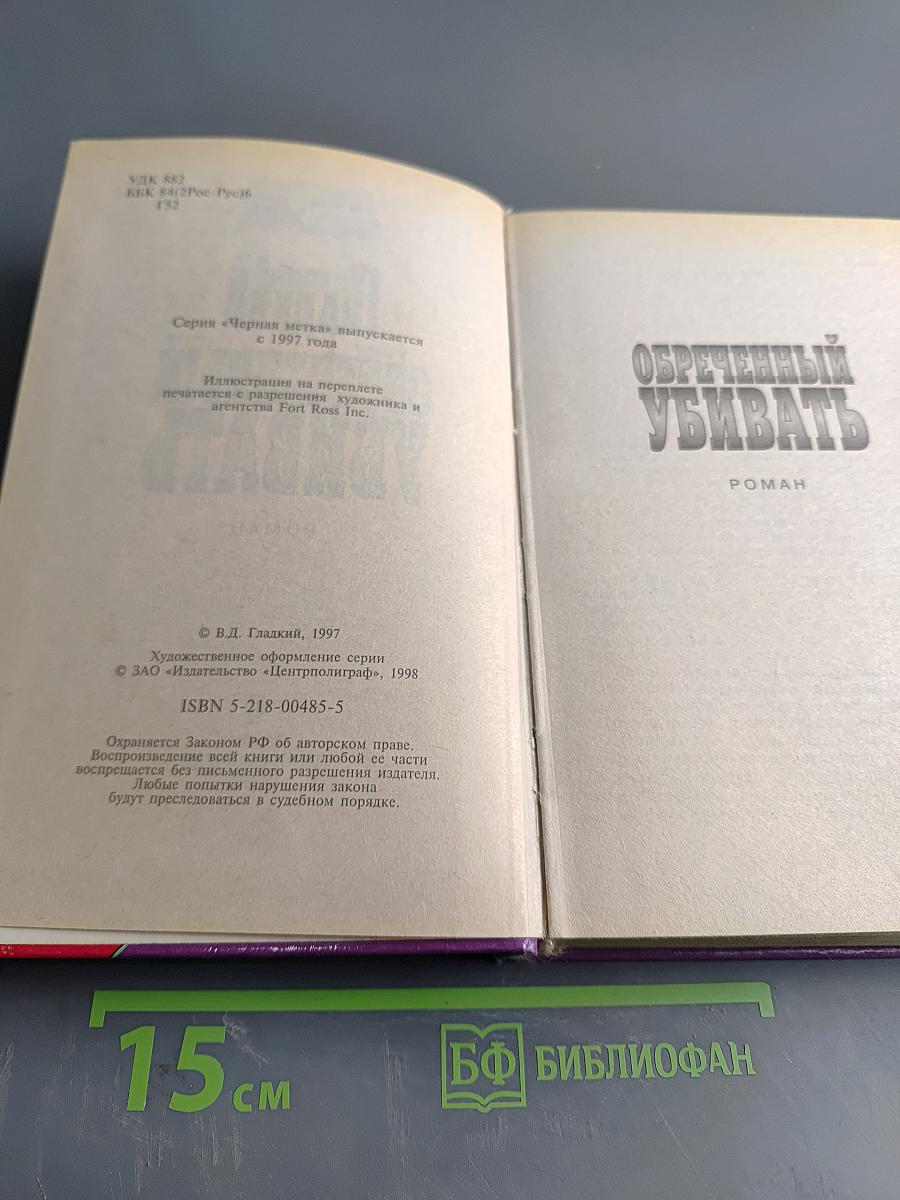 УДК 882
ББК 84(2Рос-Рус)6
Г52
Серия «Черная метка» выпускается
с 1997 года
Иллюстрация на переплете
печатается с разрешения художника и
агентства Fort Ross Inc.
© В.Д. Гладкий, 1997
Художественное оформление серии
© ЗАО «Издательство «Центрполиграф», 1998
ISBN 5-218-00485-5
Охраняется Законом РФ об авторском праве.
Воспроизведение всей книги или любой ее части
воспрещается без письменного разрешения издателя.
Любые попытки нарушения закона
будут преследоваться в судебном порядке.
ОБРЕЧЕННЫЙ
УБИВАТЬ
РОМАН
15 см
БФ БИБЛИОФАН